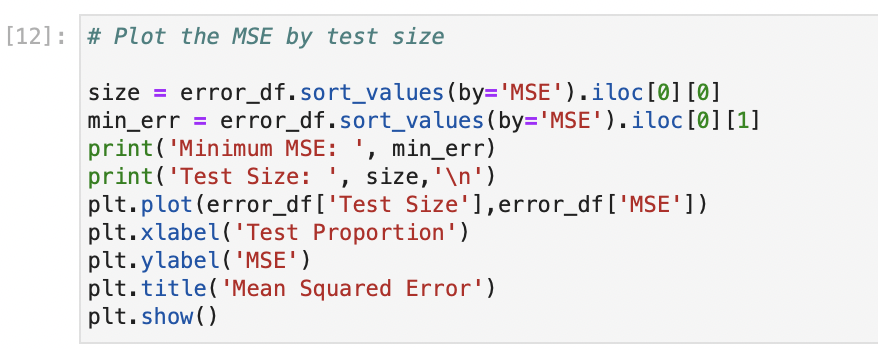 [12]: # Plot the MSE by test size
size = error_df.sort_values(by='MSE').iloc[0][0]
min_err = error_df.sort_values(by='MSE').iloc[0][1]
print('Minimum MSE: ', min_err)
print('Test Size: ', size,'\n')
plt.plot(error_df['Test Size'],error_df['MSE'])
plt.xlabel('Test Proportion')
plt.ylabel('MSE')
plt.title('Mean Squared Error')
plt.show()